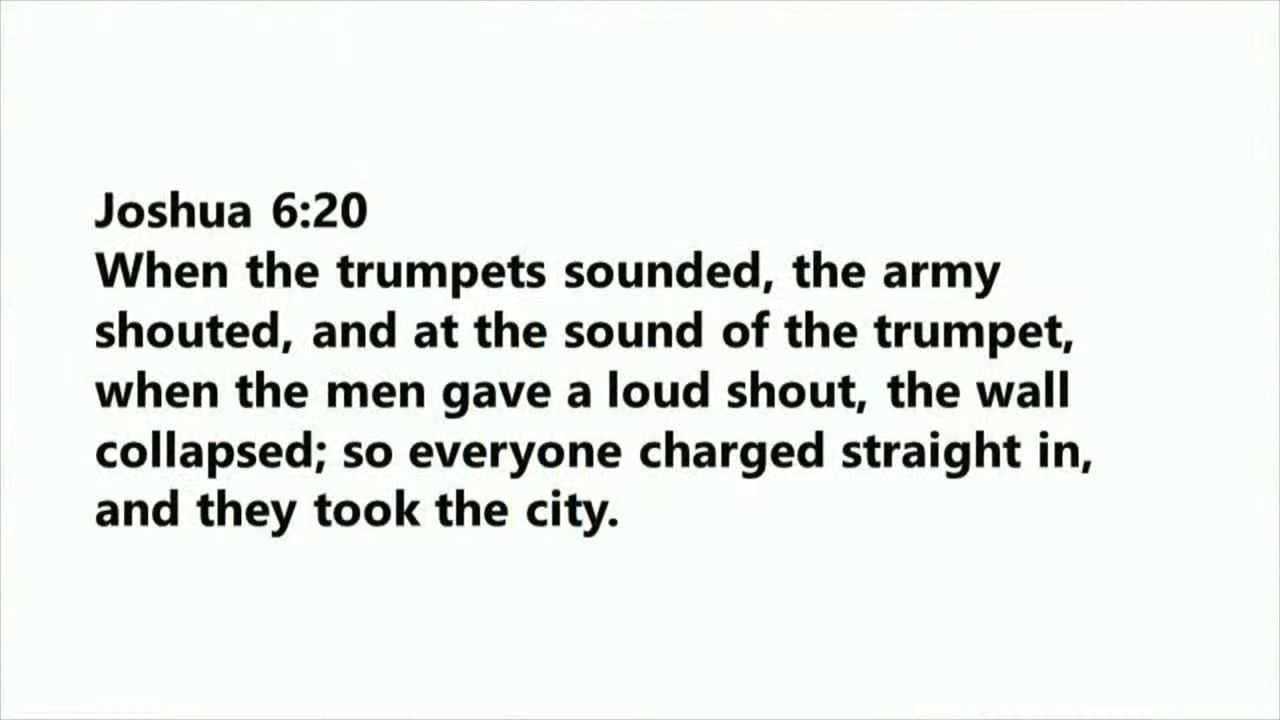 Joshua 6:20
When the trumpets sounded, the army
shouted, and at the sound of the trumpet,
when the men gave a loud shout, the wall
collapsed; so everyone charged straight in,
and they took the city.